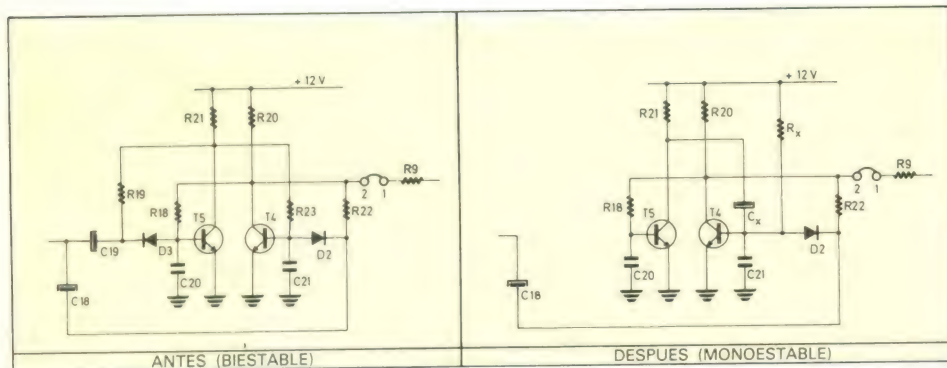 + 12 V
R21
R20
R9
R19
2
1
R18
T5
T4
R23
R22
C19
D3
D2
C20
C21
C18
ANTES (BIESTABLE)
+ 12 V
R21
R20
Rx
R9
2
1
R18
T5
T4
Cx
R22
D2
C20
C21
C18
DESPUES (MONOESTABLE)